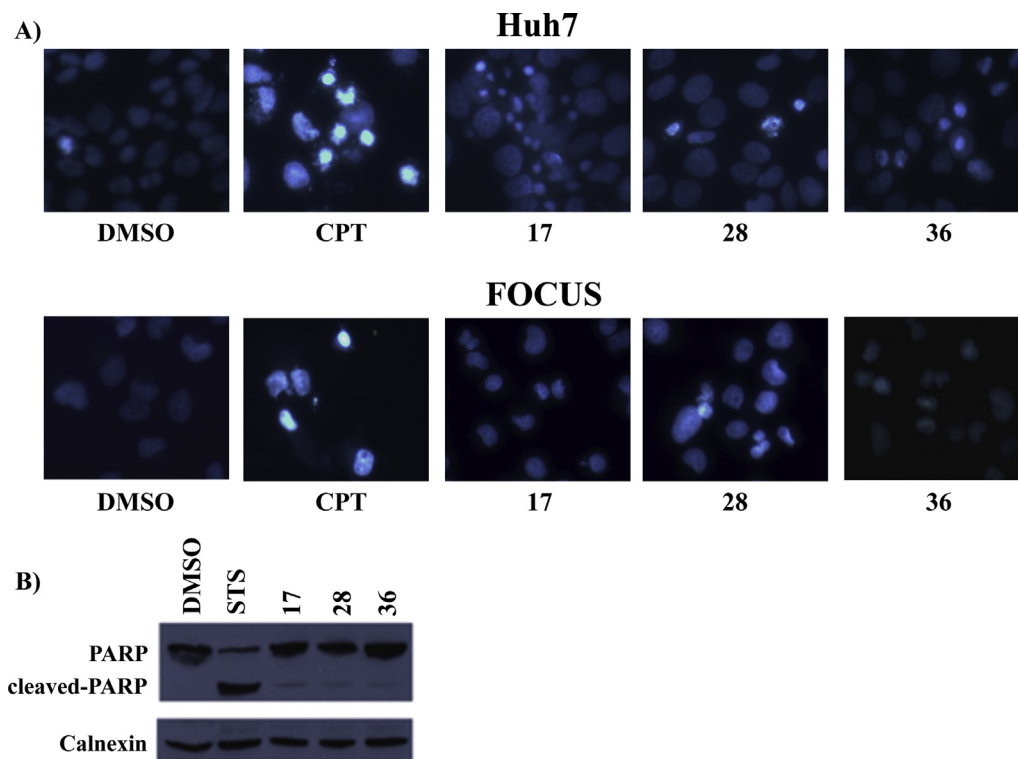 A)
Huh7
DMSO CPT 17 28 36
FOCUS
DMSO CPT 17 28 36
B)
DMSO STS 17 28 36
PARP
cleaved-PARP
Calnexin